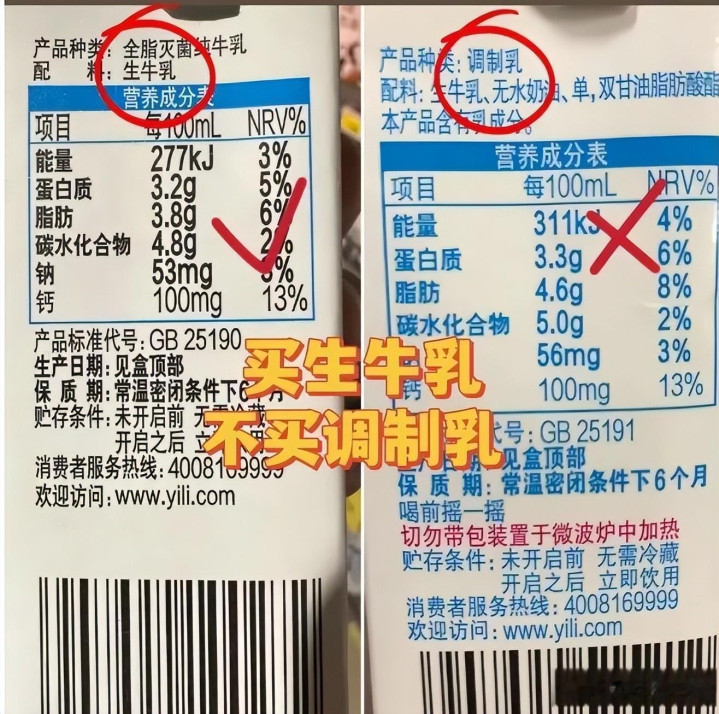 产品种类：全脂灭菌纯牛乳
配　料：生牛乳
营养成分表
项目 每100mL NRV%
能量 277kJ 3%
蛋白质 3.2g 5%
脂肪 3.8g 6%
碳水化合物 4.8g 2%
钠 53mg 3%
钙 100mg 13%
产品标准代号：GB 25190
生产日期：见盒顶部
保 质 期：常温密闭条件下6个月
贮存条件：未开启前 无需冷藏
开启之后 立即饮用
消费者服务热线：4008169999
欢迎访问：www.yili.com
产品种类：调制乳
配料：生牛乳、无水奶油、单，双甘油脂肪酸酯
本产品含有乳成分。
营养成分表
项目 每100mL NRV%
能量 311kJ 4%
蛋白质 3.3g 6%
脂肪 4.6g 8%
碳水化合物 5.0g 2%
56mg 3%
钙 100mg 13%
代号：GB 25191
生产日期：见盒顶部
保 质 期：常温密闭条件下6个月
喝前摇一摇
切勿带包装置于微波炉中加热
贮存条件：未开启前 无需冷藏
开启之后 立即饮用
消费者服务热线：4008169999
欢迎访问：www.yili.com
买生牛乳
不买调制乳